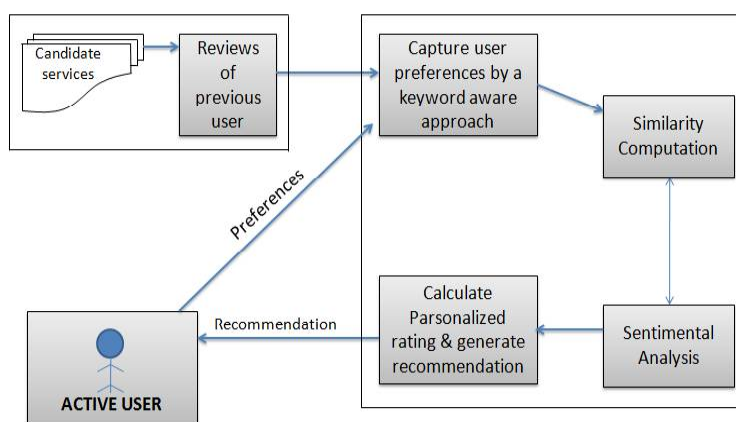 Candidate
services
Reviews
of
previous
user
Capture user
preferences by a
keyword aware
approach
Similarity
Computation
Preferences
Calculate
Parsonalized
rating & generate
recommendation
Sentimental
Analysis
Recommendation
ACTIVE USER